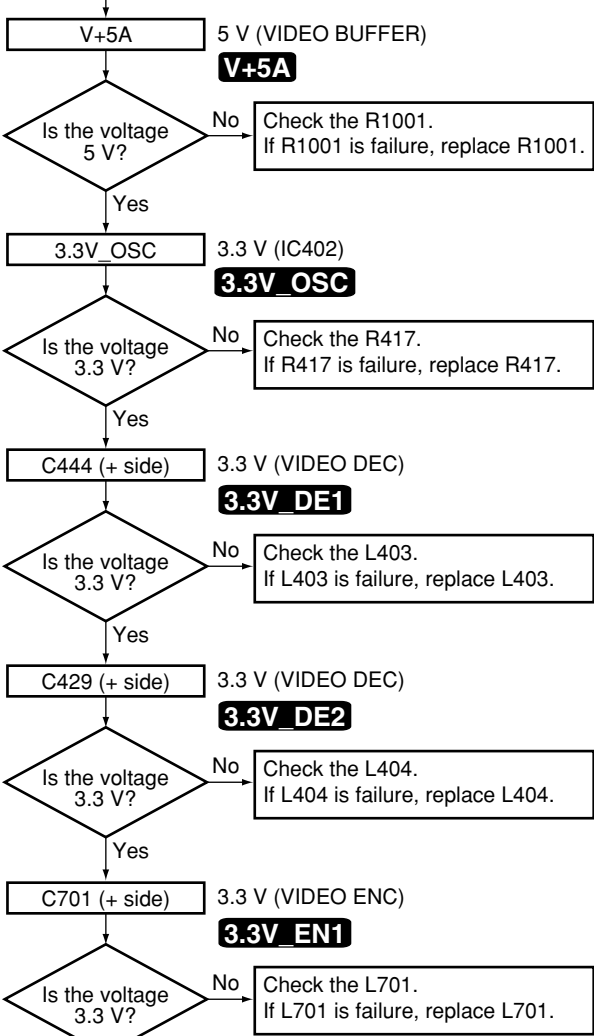 V+5A
5 V (VIDEO BUFFER)
V+5A
Is the voltage
5 V?
No
Check the R1001.
If R1001 is failure, replace R1001.
Yes
3.3V_OSC
3.3 V (IC402)
3.3V_OSC
Is the voltage
3.3 V?
No
Check the R417.
If R417 is failure, replace R417.
Yes
C444 (+ side)
3.3 V (VIDEO DEC)
3.3V_DE1
Is the voltage
3.3 V?
No
Check the L403.
If L403 is failure, replace L403.
Yes
C429 (+ side)
3.3 V (VIDEO DEC)
3.3V_DE2
Is the voltage
3.3 V?
No
Check the L404.
If L404 is failure, replace L404.
Yes
C701 (+ side)
3.3 V (VIDEO ENC)
3.3V_EN1
Is the voltage
3.3 V?
No
Check the L701.
If L701 is failure, replace L701.